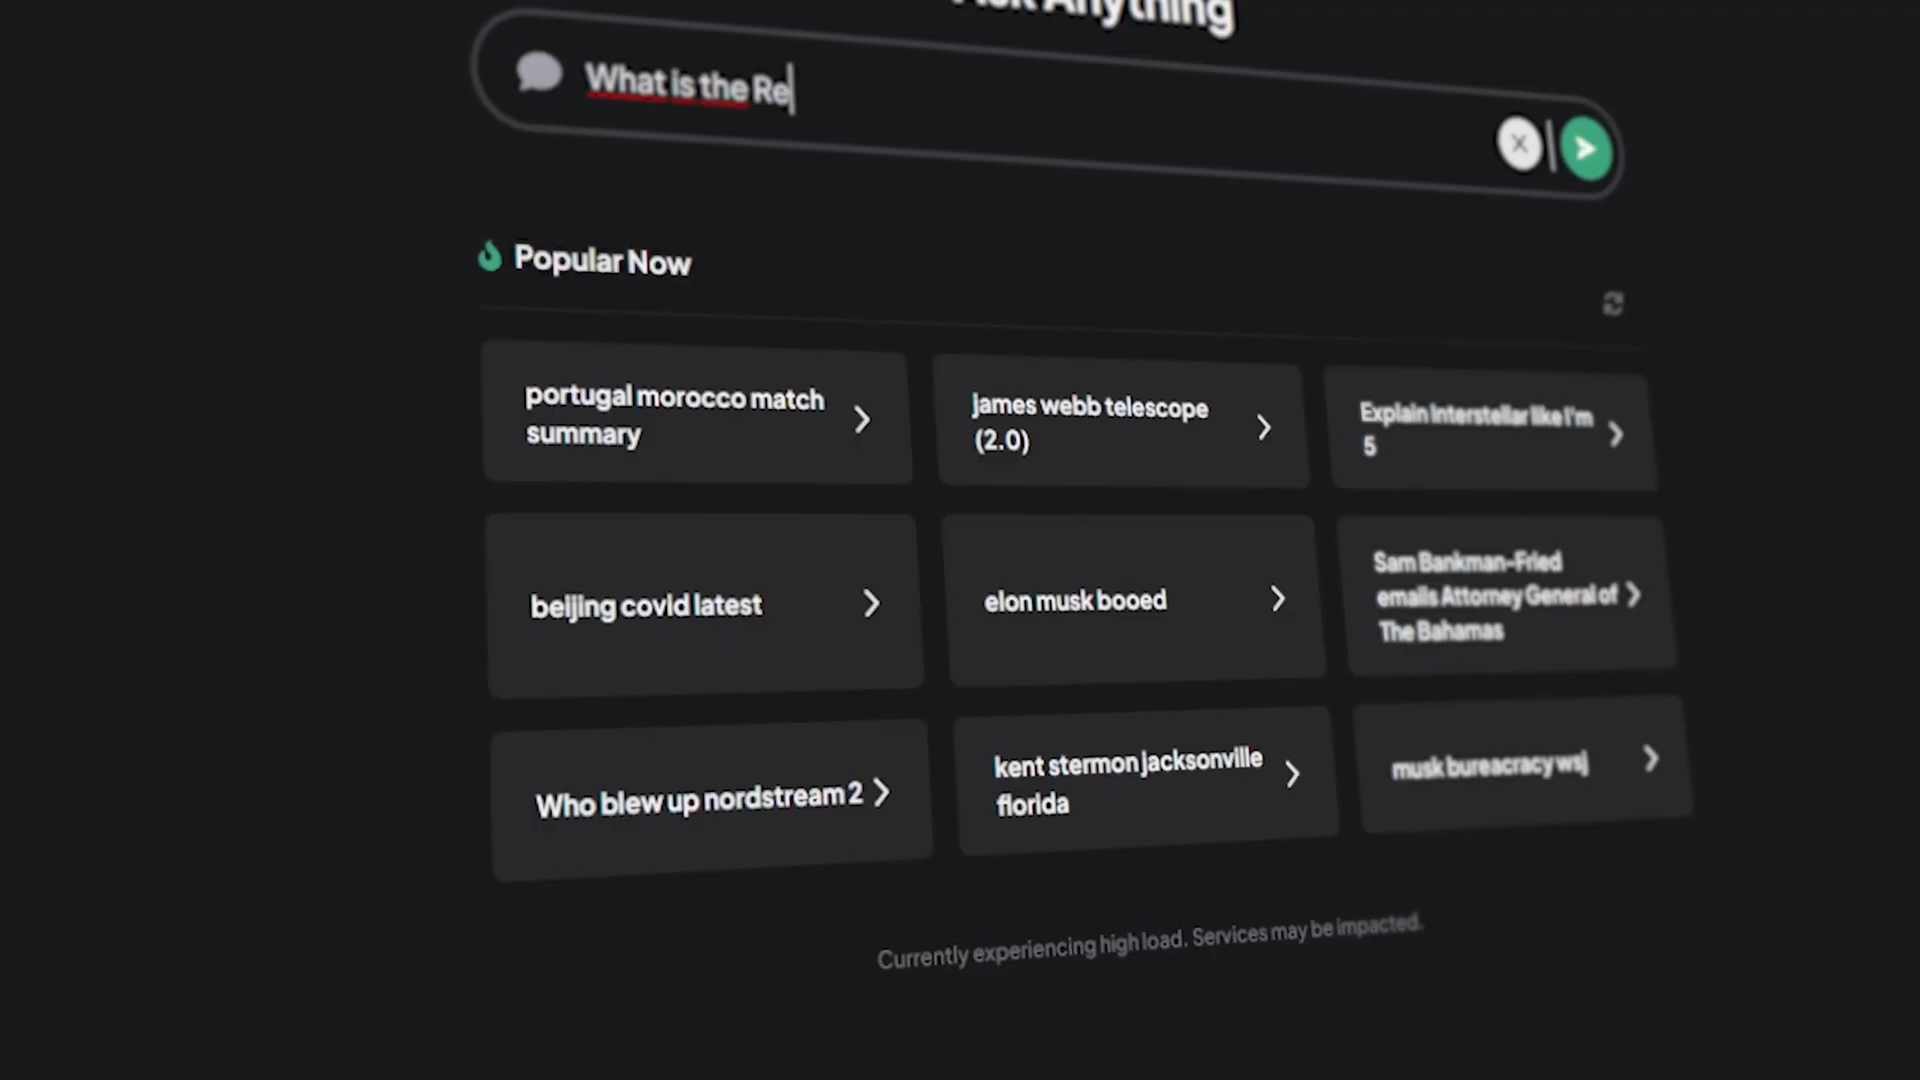 Ask Anything
What is the Re
Popular Now
portugal morocco match
summary
james webb telescope
(2.0)
Explain Interstellar like I'm
5
beijing covid latest
elon musk booed
Sam Bankman-Fried
emails Attorney General of
The Bahamas
Who blew up nordstream 2
kent stermon jacksonville
florida
musk bureacracy wsj
Currently experiencing high load. Services may be impacted.